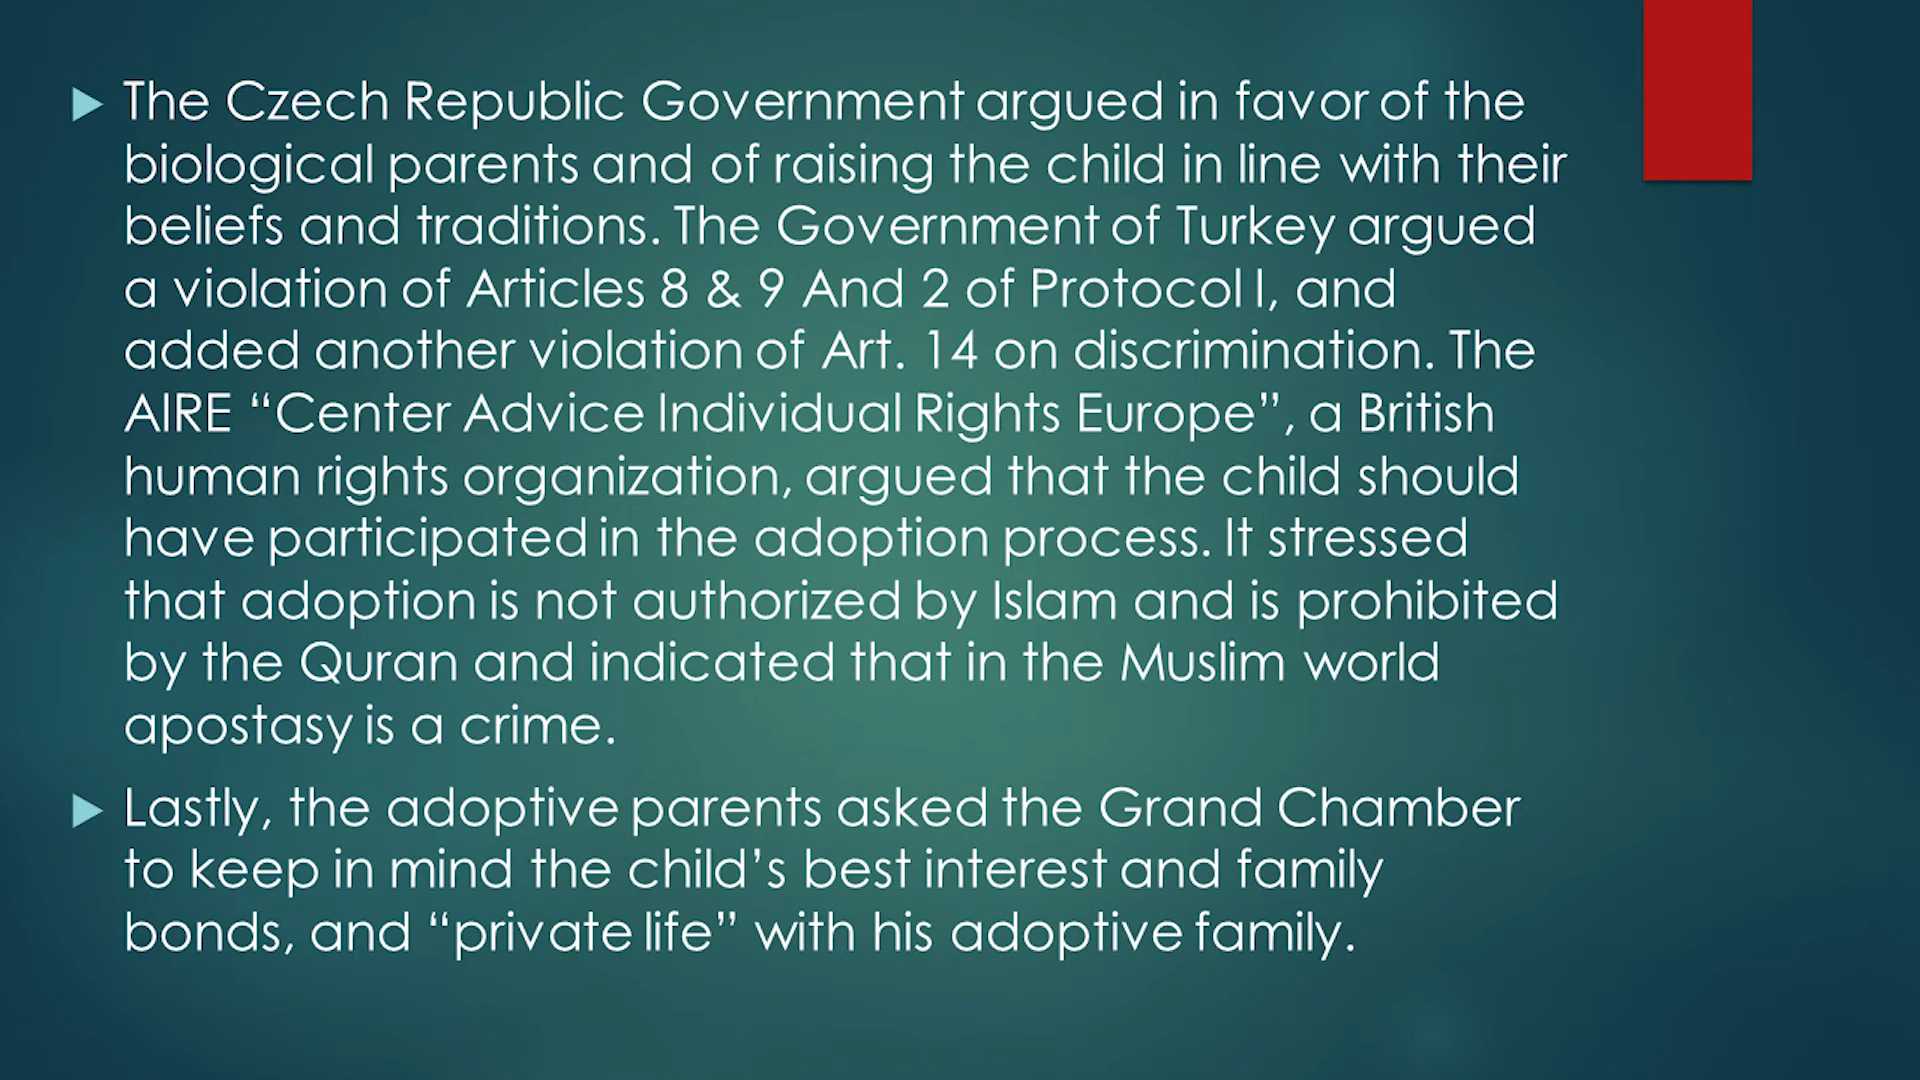 The Czech Republic Government argued in favor of the
biological parents and of raising the child in line with their
beliefs and traditions. The Government of Turkey argued
a violation of Articles 8 & 9 And 2 of Protocol I, and
added another violation of Art. 14 on discrimination. The
AIRE “Center Advice Individual Rights Europe”, a British
human rights organization, argued that the child should
have participated in the adoption process. It stressed
that adoption is not authorized by Islam and is prohibited
by the Quran and indicated that in the Muslim world
apostasy is a crime.
Lastly, the adoptive parents asked the Grand Chamber
to keep in mind the child’s best interest and family
bonds, and “private life” with his adoptive family.